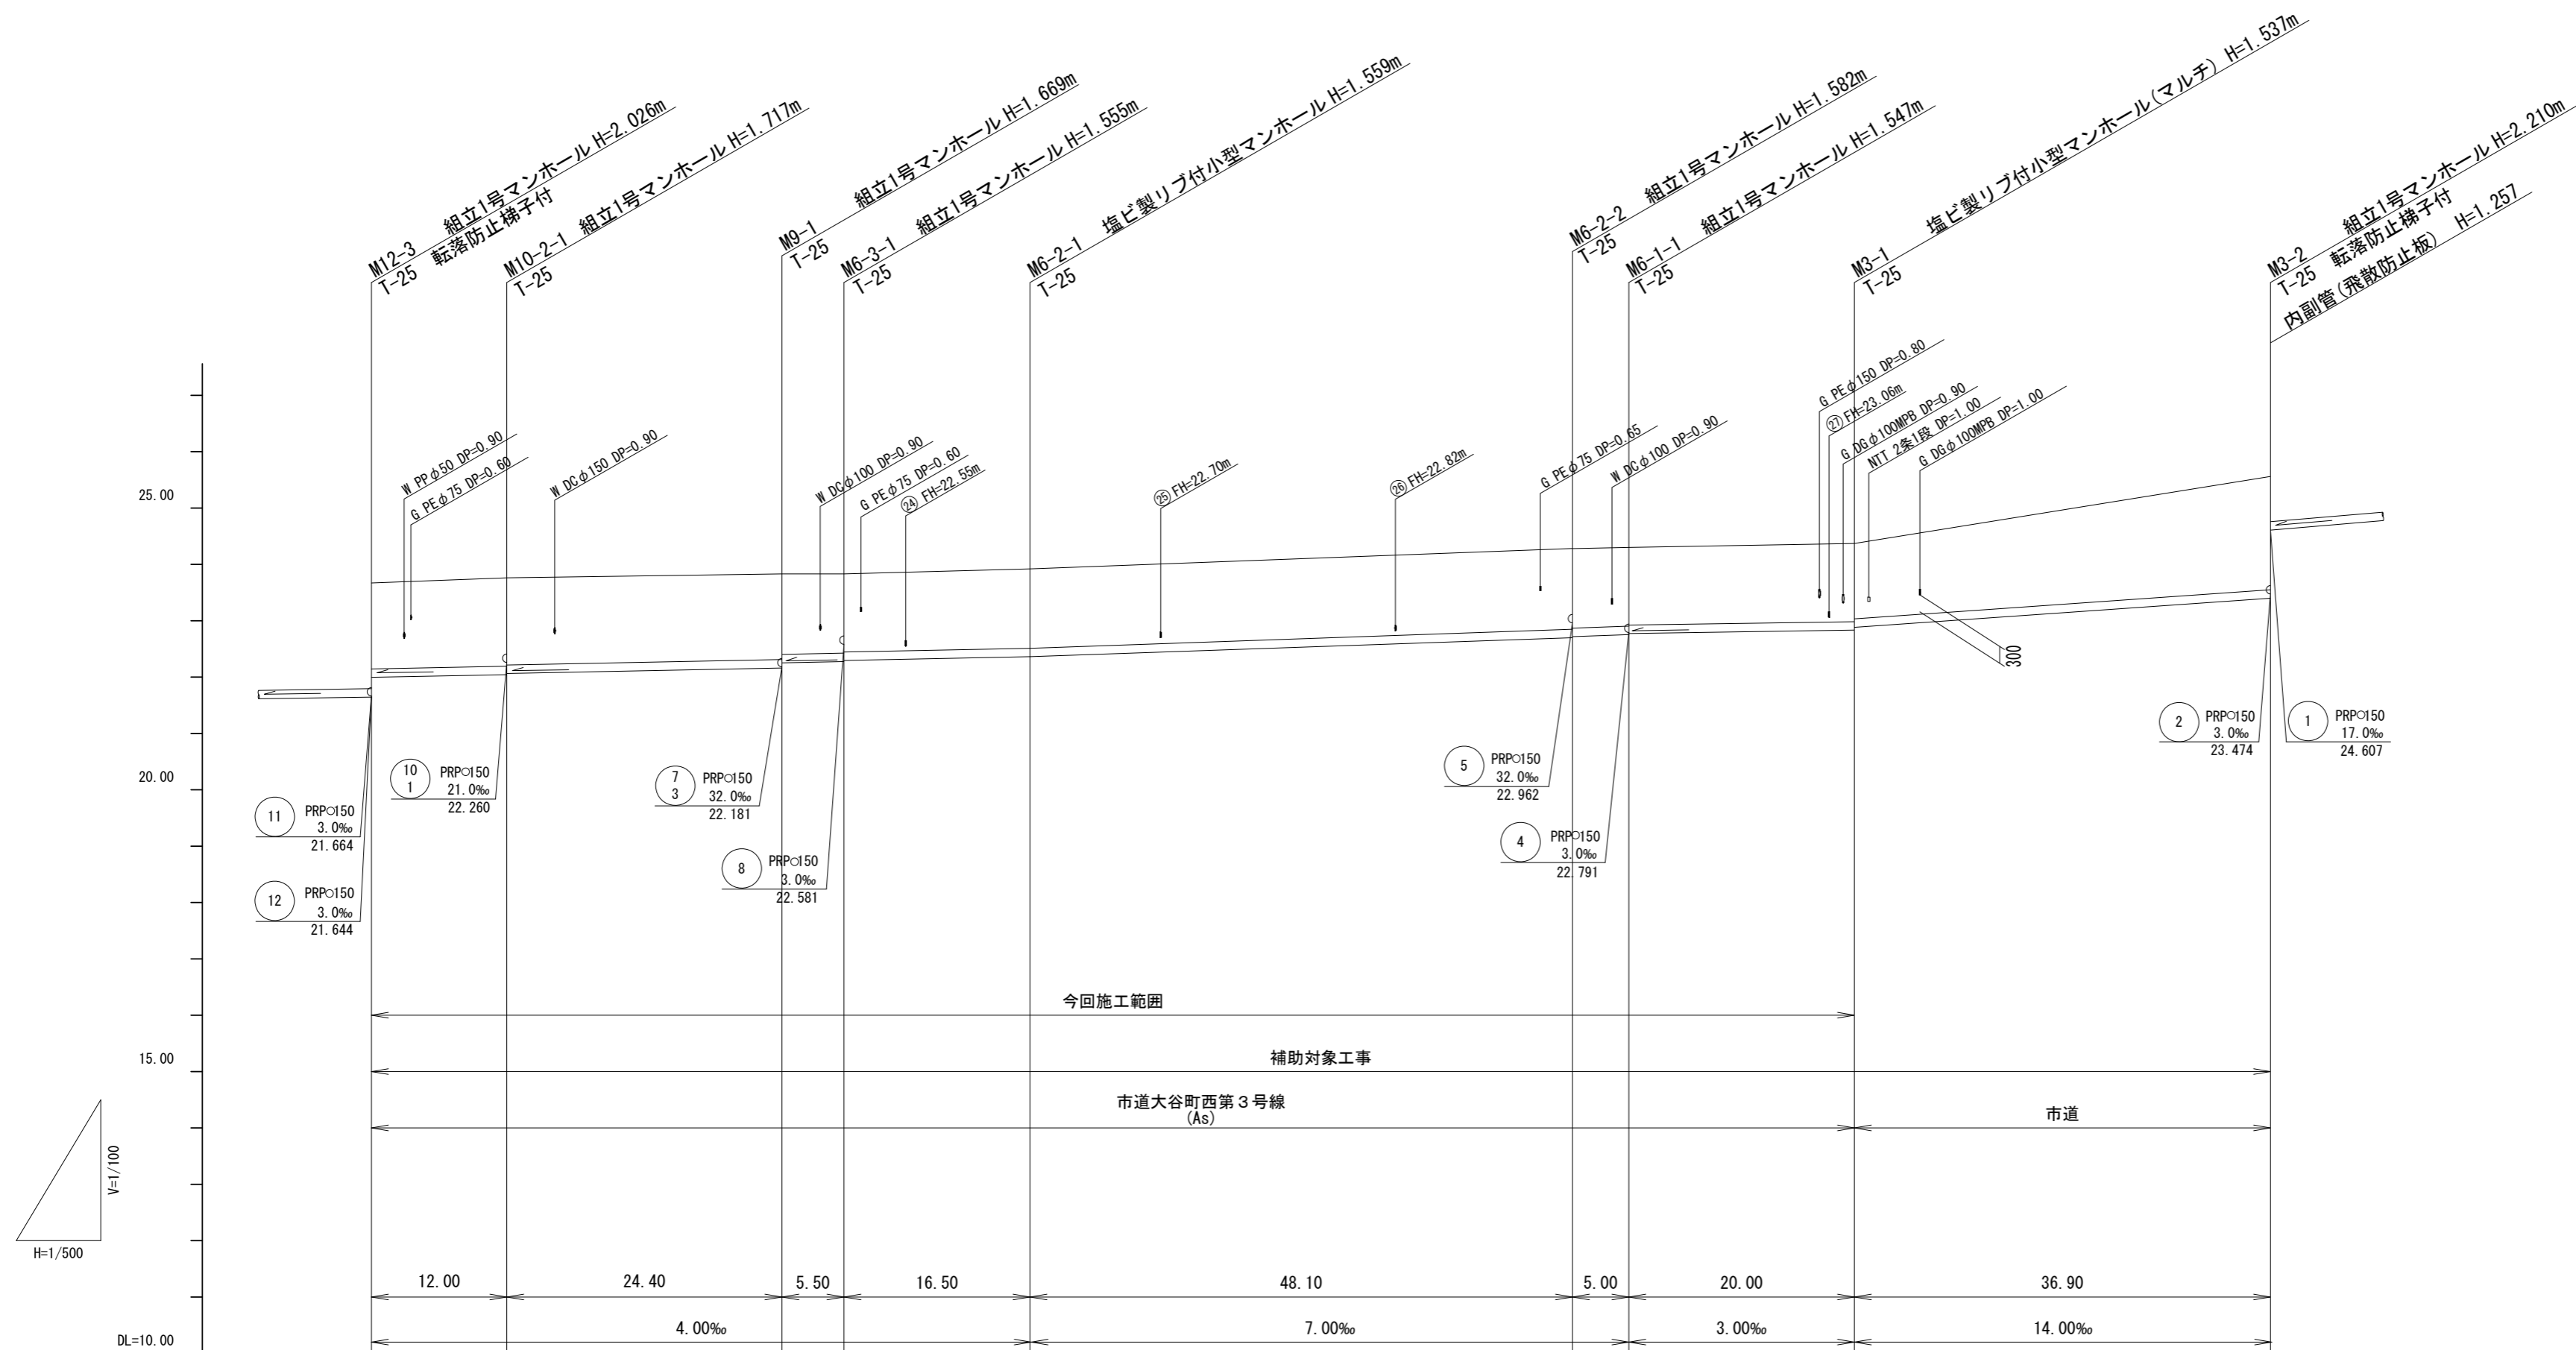 M12-3 組立1号マンホール H=2.026m
T-25 転落防止梯子付
M10-2-1 組立1号マンホール H=1.717m
T-25
M9-1 組立1号マンホール H=1.669m
T-25
M6-3-1 組立1号マンホール H=1.555m
T-25
M6-2-1 塩ビ製リブ付小型マンホール H=1.559m
T-25
M6-2-2 組立1号マンホール H=1.582m
T-25
M6-1-1 組立1号マンホール H=1.547m
T-25
M3-1 塩ビ製リブ付小型マンホール(マルチ) H=1.537m
T-25
M3-2 組立1号マンホール H=2.210m
T-25 転落防止梯子付
内副管(飛散防止板) H=1.257
W PPφ50 DP=0.90
G PEφ75 DP=0.60
W DCφ150 DP=0.90
W DCφ100 DP=0.90
G PEφ75 DP=0.60
㉔ FH=22.55m
㉕ FH=22.70m
㉖ FH=22.82m
G PEφ75 DP=0.65
W DCφ100 DP=0.90
G PEφ150 DP=0.80
㉗ FH=23.06m
G DGφ100MPB DP=0.90
NTT 2条1段 DP=1.00
G DGφ100MPB DP=1.00
25.00
20.00
15.00
DL=10.00
300
11 PRP○150
3.0‰
21.664
12 PRP○150
3.0‰
21.644
10
1
PRP○150
21.0‰
22.260
7
3
PRP○150
32.0‰
22.181
8 PRP○150
3.0‰
22.581
5 PRP○150
32.0‰
22.962
4 PRP○150
3.0‰
22.791
2 PRP○150
3.0‰
23.474
1 PRP○150
17.0‰
24.607
今回施工範囲
補助対象工事
市道大谷町西第3号線
(As)
市道
V=1/100
H=1/500
12.00 24.40 5.50 16.50 48.10 5.00 20.00 36.90
4.00‰ 7.00‰ 3.00‰ 14.00‰